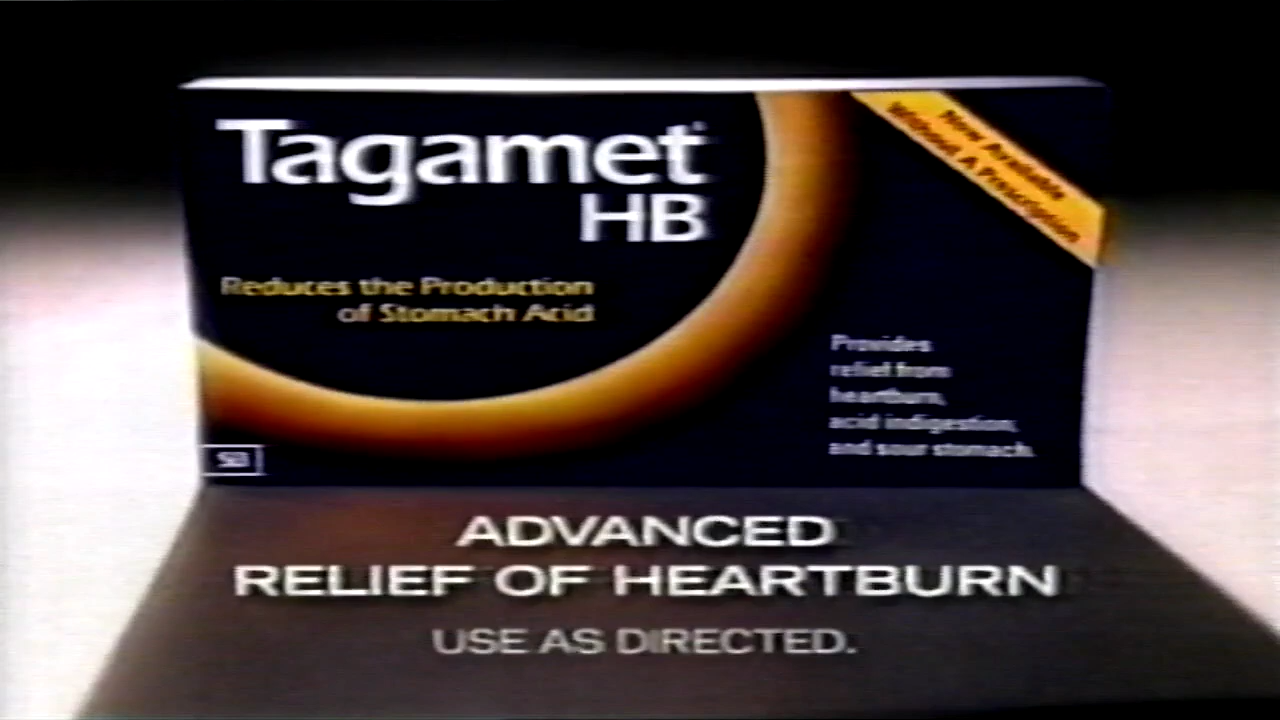 Tagamet
HB
Reduces the Production
of Stomach Acid
Now Available
Without A Prescription
Provides
relief from
heartburn,
acid indigestion,
and sour stomach.
SB
ADVANCED
RELIEF OF HEARTBURN
USE AS DIRECTED.